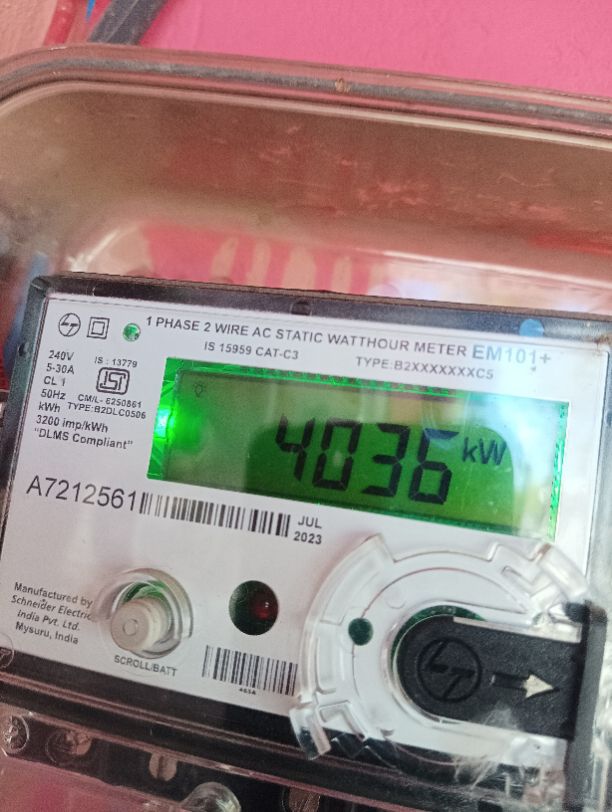 1 PHASE 2 WIRE AC STATIC WATTHOUR METER EM101+
IS 15959 CAT-C3 TYPE:B2XXXXXXXC5
240V
5-30A
CL 1
50Hz
kWh
3200 imp/kWh
"DLMS Compliant"
IS : 13779
ISI
CM/L- 6250861
TYPE:B2DLC0506
4036 kW
A7212561
JUL
2023
Manufactured by
Schneider Electric
India Pvt. Ltd.
Mysuru, India
SCROLL/BATT
LT